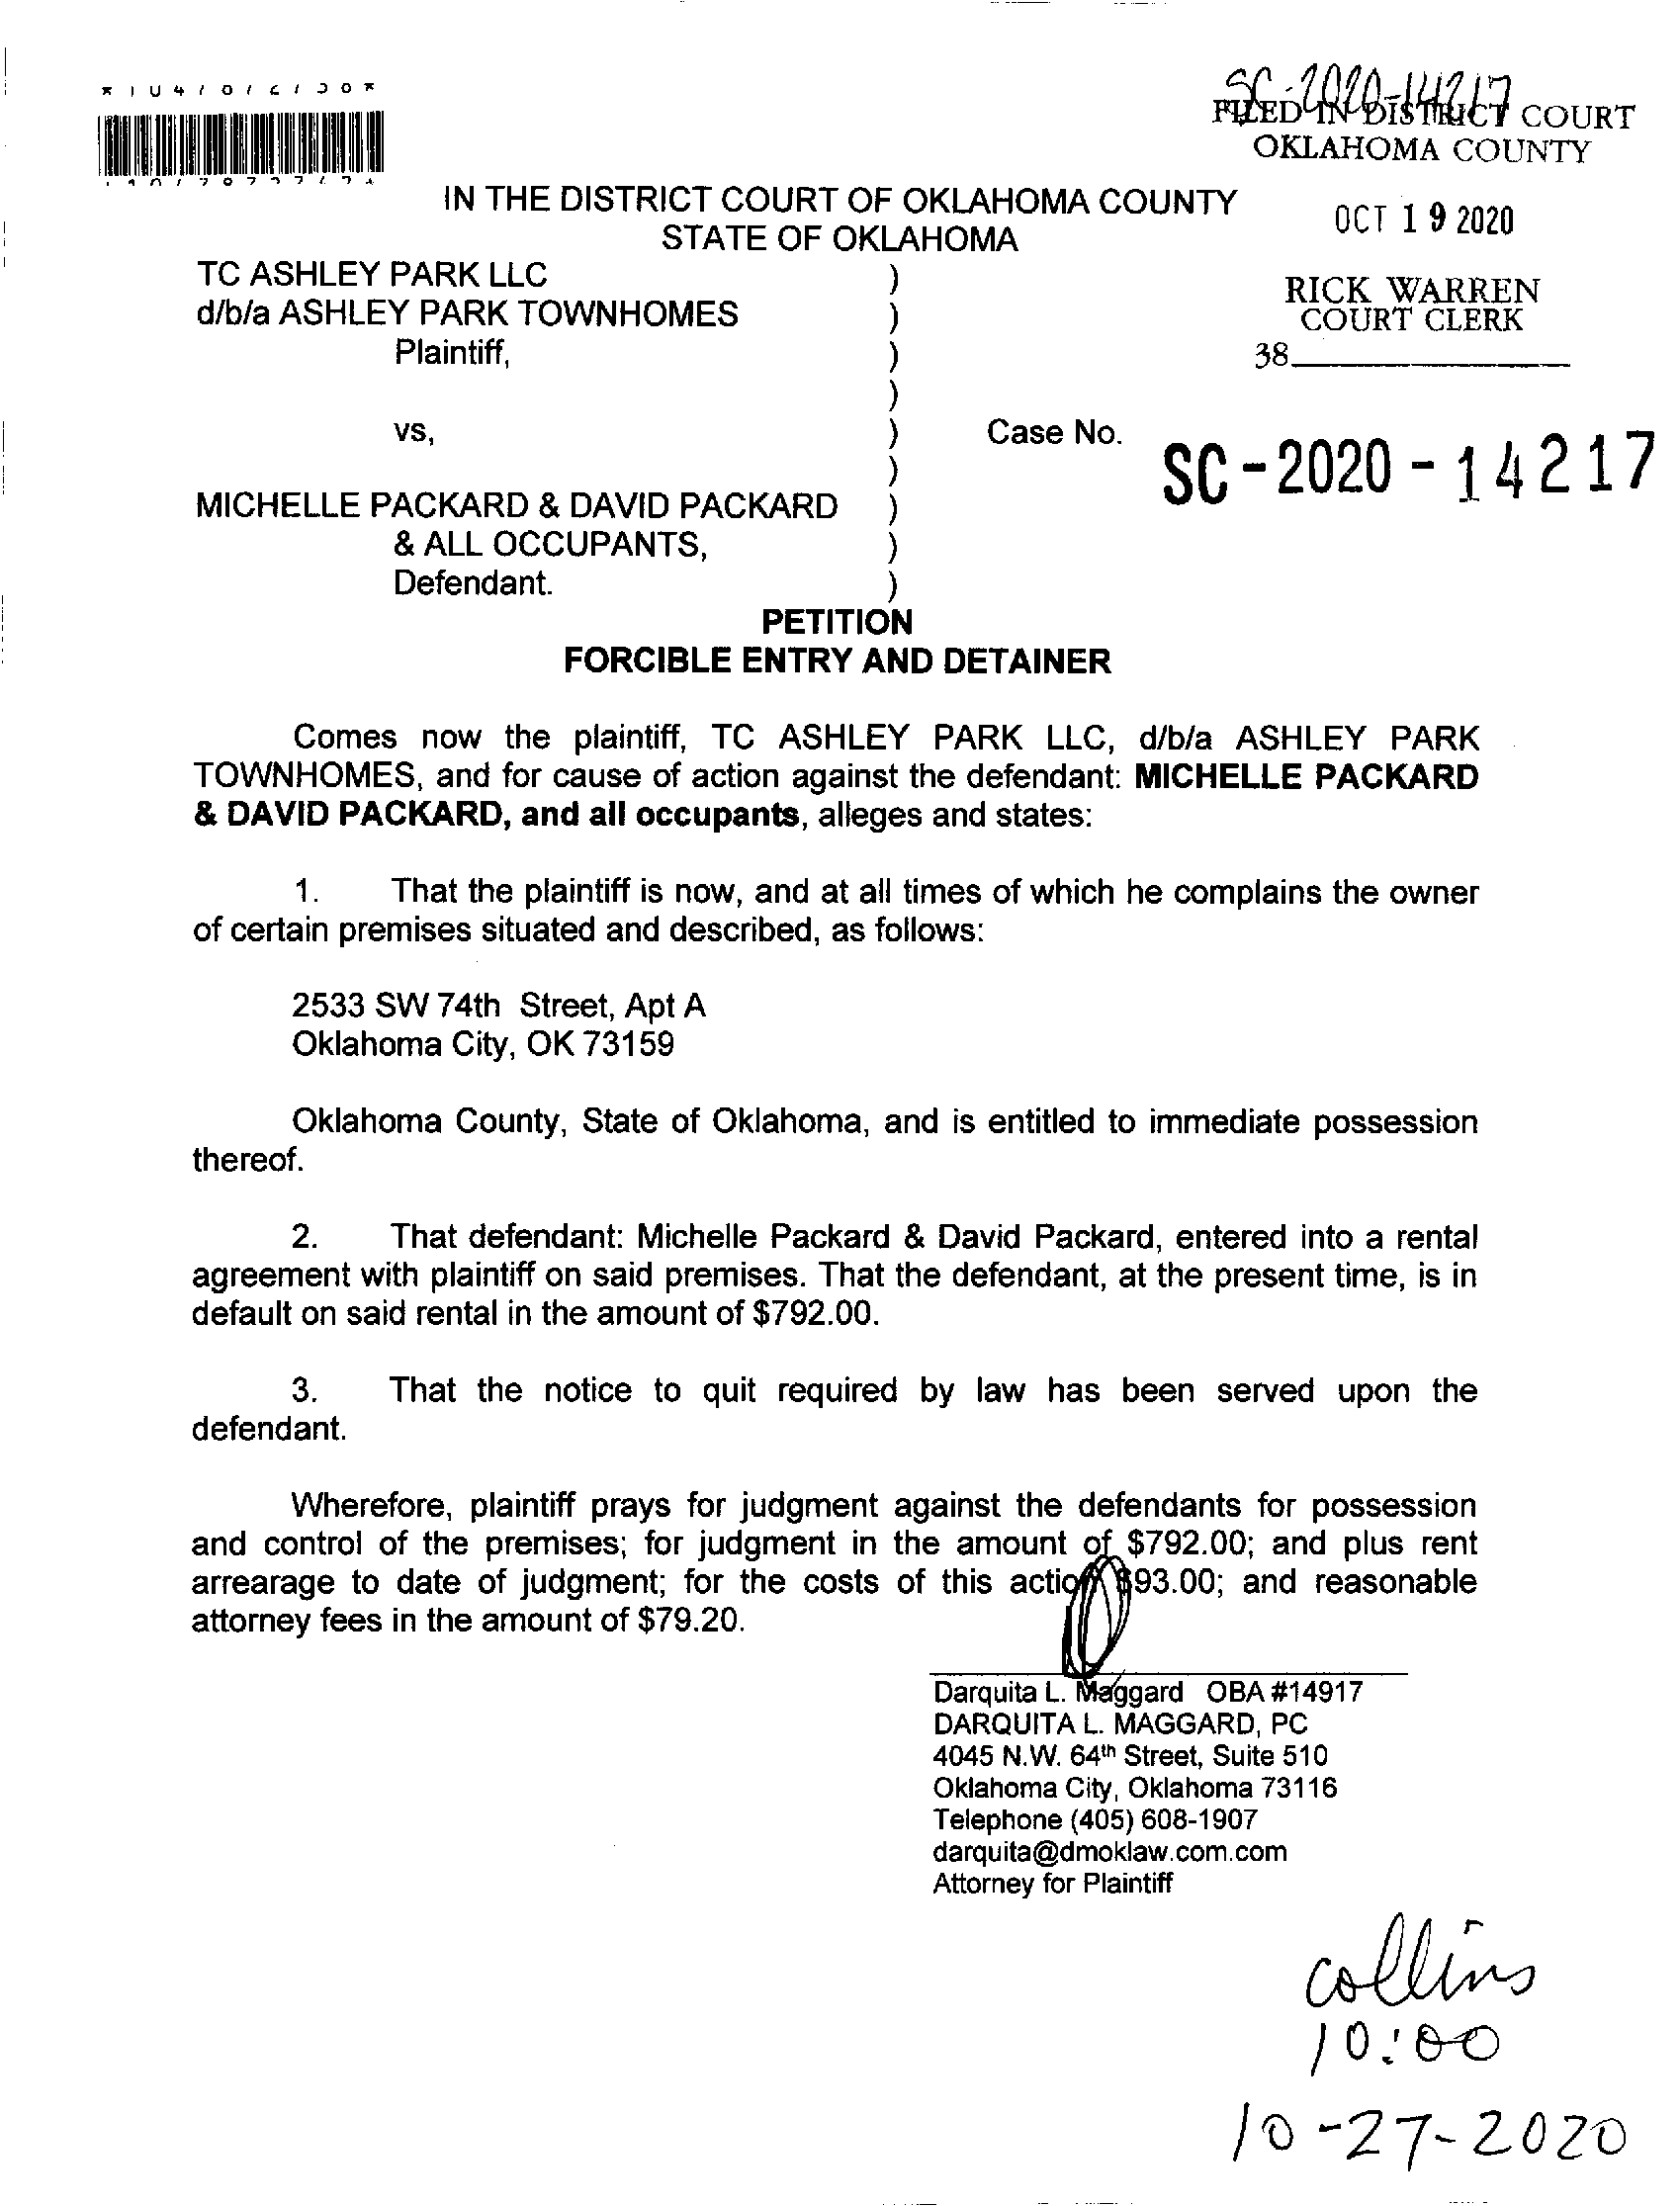 SC-2020-14217
FILED IN DISTRICT COURT
OKLAHOMA COUNTY
IN THE DISTRICT COURT OF OKLAHOMA COUNTY
STATE OF OKLAHOMA
OCT 19 2020
RICK WARREN
COURT CLERK
38
TC ASHLEY PARK LLC )
d/b/a ASHLEY PARK TOWNHOMES )
Plaintiff, )
)
vs, ) Case No. SC-2020-14217
)
MICHELLE PACKARD & DAVID PACKARD )
& ALL OCCUPANTS, )
Defendant. )
PETITION
FORCIBLE ENTRY AND DETAINER
Comes now the plaintiff, TC ASHLEY PARK LLC, d/b/a ASHLEY PARK
TOWNHOMES, and for cause of action against the defendant: MICHELLE PACKARD
& DAVID PACKARD, and all occupants, alleges and states:
1. That the plaintiff is now, and at all times of which he complains the owner
of certain premises situated and described, as follows:
2533 SW 74th Street, Apt A
Oklahoma City, OK 73159
Oklahoma County, State of Oklahoma, and is entitled to immediate possession
thereof.
2. That defendant: Michelle Packard & David Packard, entered into a rental
agreement with plaintiff on said premises. That the defendant, at the present time, is in
default on said rental in the amount of $792.00.
3. That the notice to quit required by law has been served upon the
defendant.
Wherefore, plaintiff prays for judgment against the defendants for possession
and control of the premises; for judgment in the amount of $792.00; and plus rent
arrearage to date of judgment; for the costs of this action $93.00; and reasonable
attorney fees in the amount of $79.20.
Darquita L. Maggard OBA #14917
DARQUITA L. MAGGARD, PC
4045 N.W. 64th Street, Suite 510
Oklahoma City, Oklahoma 73116
Telephone (405) 608-1907
darquita@dmoklaw.com.com
Attorney for Plaintiff
collins
10:00
10-27-2020